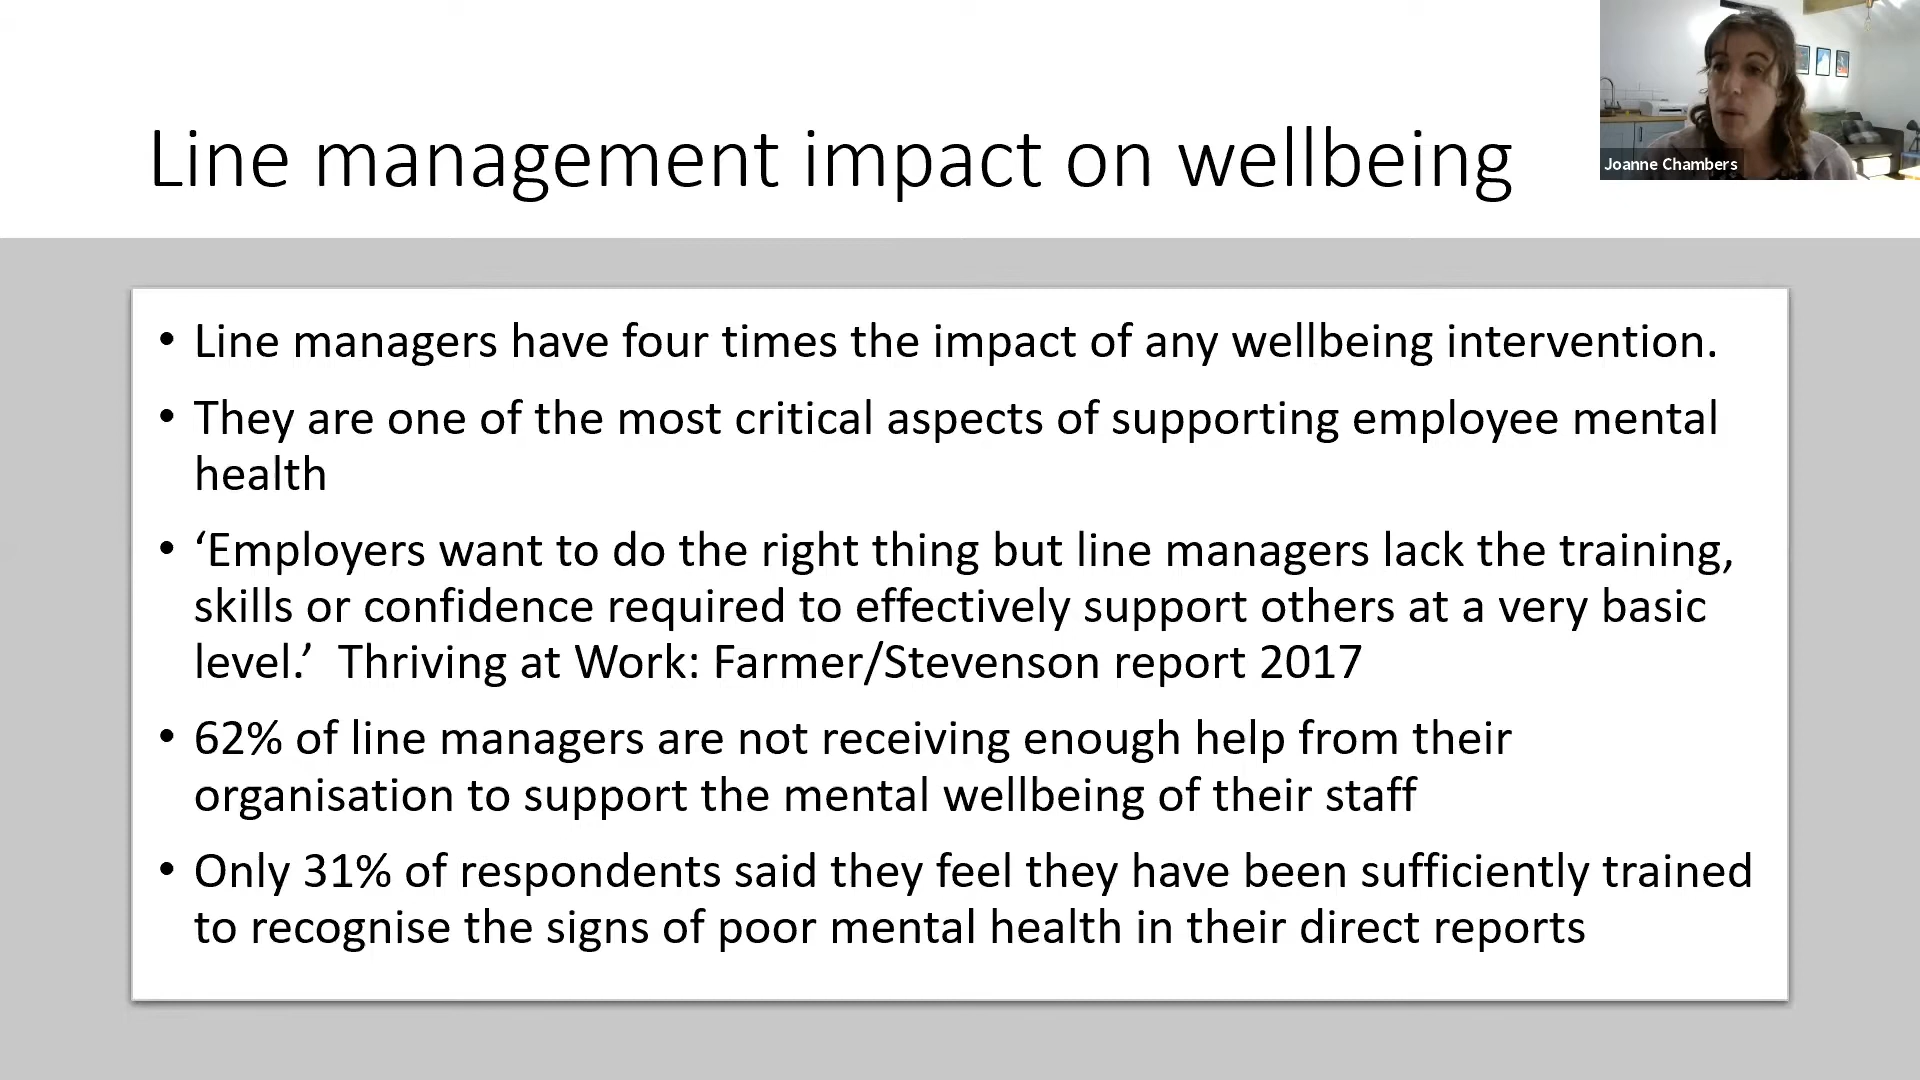 Line management impact on wellbeing
Joanne Chambers
• Line managers have four times the impact of any wellbeing intervention.
• They are one of the most critical aspects of supporting employee mental
health
• ‘Employers want to do the right thing but line managers lack the training,
skills or confidence required to effectively support others at a very basic
level.’  Thriving at Work: Farmer/Stevenson report 2017
• 62% of line managers are not receiving enough help from their
organisation to support the mental wellbeing of their staff
• Only 31% of respondents said they feel they have been sufficiently trained
to recognise the signs of poor mental health in their direct reports